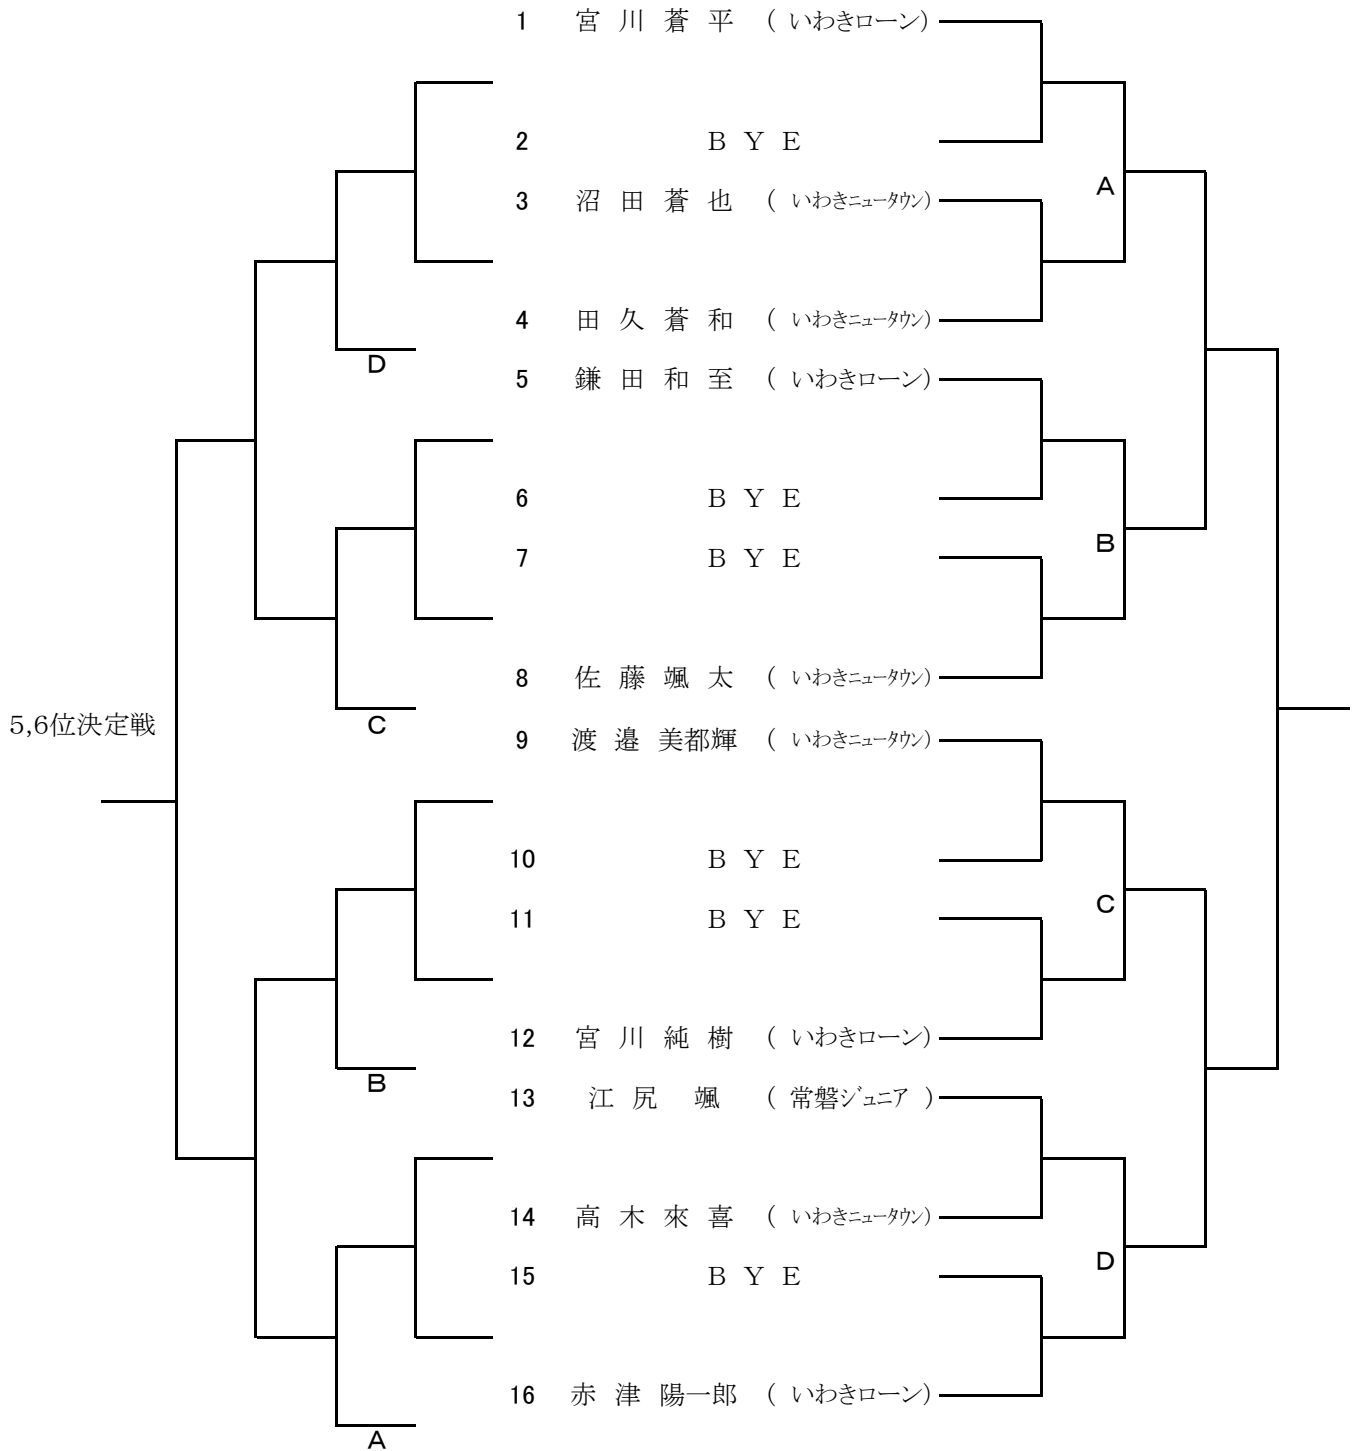 1 宮 川 蒼 平 ( いわきローン)
2 B Y E
A
3 沼 田 蒼 也 ( いわきニュータウン)
4 田 久 蒼 和 ( いわきニュータウン)
D
5 鎌 田 和 至 ( いわきローン)
6 B Y E
B
7 B Y E
8 佐 藤 颯 太 ( いわきニュータウン)
5,6位決定戦
C
9 渡 邉 美都輝 ( いわきニュータウン)
10 B Y E
C
11 B Y E
12 宮 川 純 樹 ( いわきローン)
B
13 江 尻 颯 ( 常磐ジュニア )
14 高 木 來 喜 ( いわきニュータウン)
D
15 B Y E
16 赤 津 陽一郎 ( いわきローン)
A